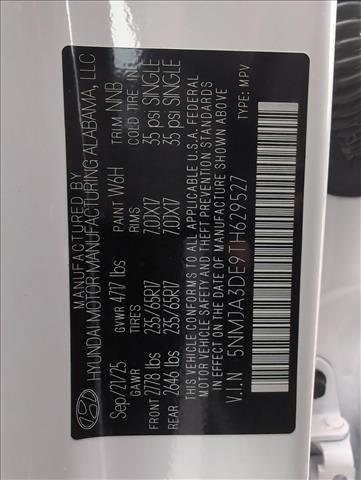 MANUFACTURED BY
HYUNDAI MOTOR MANUFACTURING ALABAMA, LLC
Sep/21/25 GVWR 4717 lbs PAINT W6H TRIM NNB
GAWR TIRES RIMS COLD TIRE INF
FRONT 2778 lbs 235/65R17 7.0JX17 35 psi SINGLE
REAR 2646 lbs 235/65R17 7.0JX17 35 psi SINGLE
THIS VEHICLE CONFORMS TO ALL APPLICABLE U.S.A. FEDERAL
MOTOR VEHICLE SAFETY AND THEFT PREVENTION STANDARDS
IN EFFECT ON THE DATE OF MANUFACTURE SHOWN ABOVE
V.I.N 5NMJA3DE9TH629527 TYPE: MPV